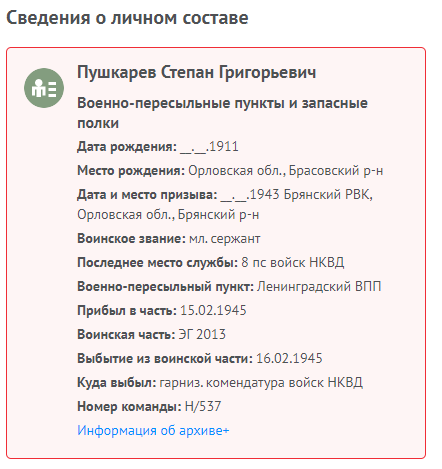 Сведения о личном составе
Пушкарев Степан Григорьевич
Военно-пересыльные пункты и запасные
полки
Дата рождения: __.__.1911
Место рождения: Орловская обл., Брасовский р-н
Дата и место призыва: __.__.1943 Брянский РВК,
Орловская обл., Брянский р-н
Воинское звание: мл. сержант
Последнее место службы: 8 пс войск НКВД
Военно-пересыльный пункт: Ленинградский ВПП
Прибыл в часть: 15.02.1945
Воинская часть: ЭГ 2013
Выбытие из воинской части: 16.02.1945
Куда выбыл: гарниз. комендатура войск НКВД
Номер команды: Н/537
Информация об архиве+